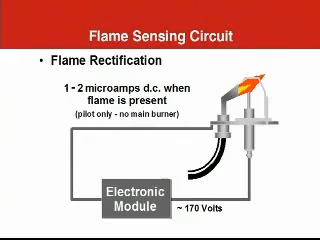 Flame Sensing Circuit
• Flame Rectification
1 - 2 microamps d.c. when
flame is present
(pilot only - no main burner)
Electronic
Module
~ 170 Volts